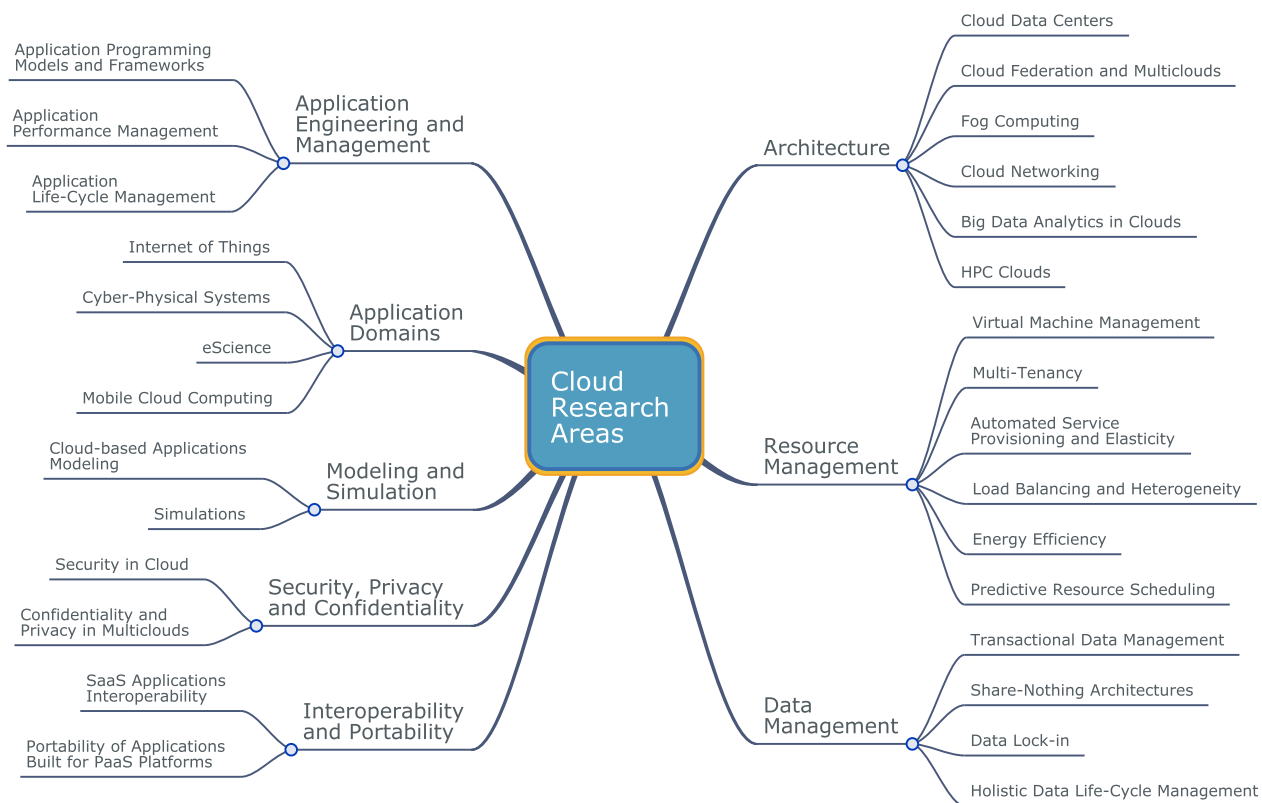 Cloud
Research
Areas
Application
Engineering and
Management
Application Programming
Models and Frameworks
Application
Performance Management
Application
Life-Cycle Management
Application
Domains
Internet of Things
Cyber-Physical Systems
eScience
Mobile Cloud Computing
Modeling and
Simulation
Cloud-based Applications
Modeling
Simulations
Security, Privacy
and Confidentiality
Security in Cloud
Confidentiality and
Privacy in Multiclouds
Interoperability
and Portability
SaaS Applications
Interoperability
Portability of Applications
Built for PaaS Platforms
Architecture
Cloud Data Centers
Cloud Federation and Multiclouds
Fog Computing
Cloud Networking
Big Data Analytics in Clouds
HPC Clouds
Resource
Management
Virtual Machine Management
Multi-Tenancy
Automated Service
Provisioning and Elasticity
Load Balancing and Heterogeneity
Energy Efficiency
Predictive Resource Scheduling
Data
Management
Transactional Data Management
Share-Nothing Architectures
Data Lock-in
Holistic Data Life-Cycle Management